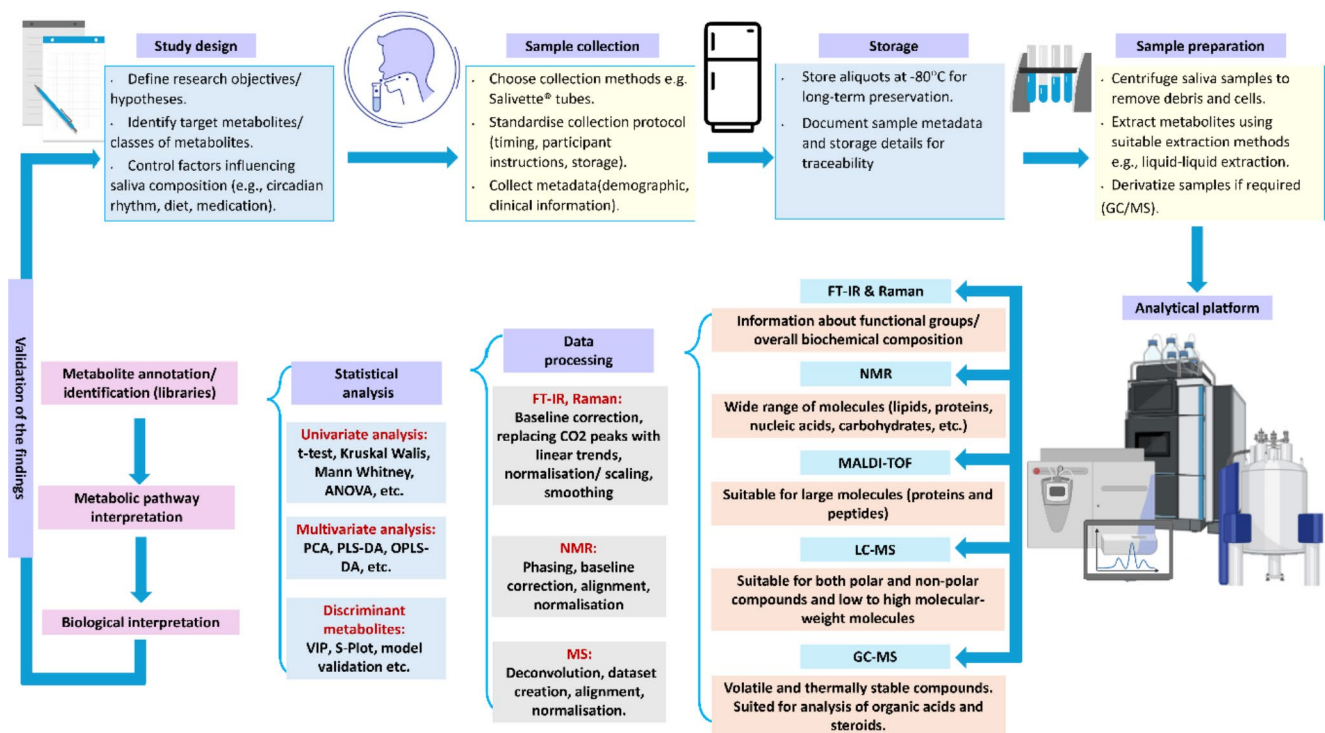 Study design
· Define research objectives/
hypotheses.
· Identify target metabolites/
classes of metabolites.
· Control factors influencing
saliva composition (e.g., circadian
rhythm, diet, medication).
Sample collection
· Choose collection methods e.g.
Salivette® tubes.
· Standardise collection protocol
(timing, participant
instructions, storage).
· Collect metadata(demographic,
clinical information).
Storage
· Store aliquots at -80°C for
long-term preservation.
· Document sample metadata
and storage details for
traceability
Sample preparation
· Centrifuge saliva samples to
remove debris and cells.
· Extract metabolites using
suitable extraction methods
e.g., liquid-liquid extraction.
· Derivatize samples if required
(GC/MS).
Analytical platform
FT-IR & Raman
Information about functional groups/
overall biochemical composition
NMR
Wide range of molecules (lipids, proteins,
nucleic acids, carbohydrates, etc.)
MALDI-TOF
Suitable for large molecules (proteins and
peptides)
LC-MS
Suitable for both polar and non-polar
compounds and low to high molecular-
weight molecules
GC-MS
Volatile and thermally stable compounds.
Suited for analysis of organic acids and
steroids.
Data
processing
FT-IR, Raman:
Baseline correction,
replacing CO2 peaks with
linear trends,
normalisation/ scaling,
smoothing
NMR:
Phasing, baseline
correction, alignment,
normalisation
MS:
Deconvolution, dataset
creation, alignment,
normalisation.
Statistical
analysis
Univariate analysis:
t-test, Kruskal Walis,
Mann Whitney,
ANOVA, etc.
Multivariate analysis:
PCA, PLS-DA, OPLS-
DA, etc.
Discriminant
metabolites:
VIP, S-Plot, model
validation etc.
Metabolite annotation/
identification (libraries)
Metabolic pathway
interpretation
Biological interpretation
Validation of the findings